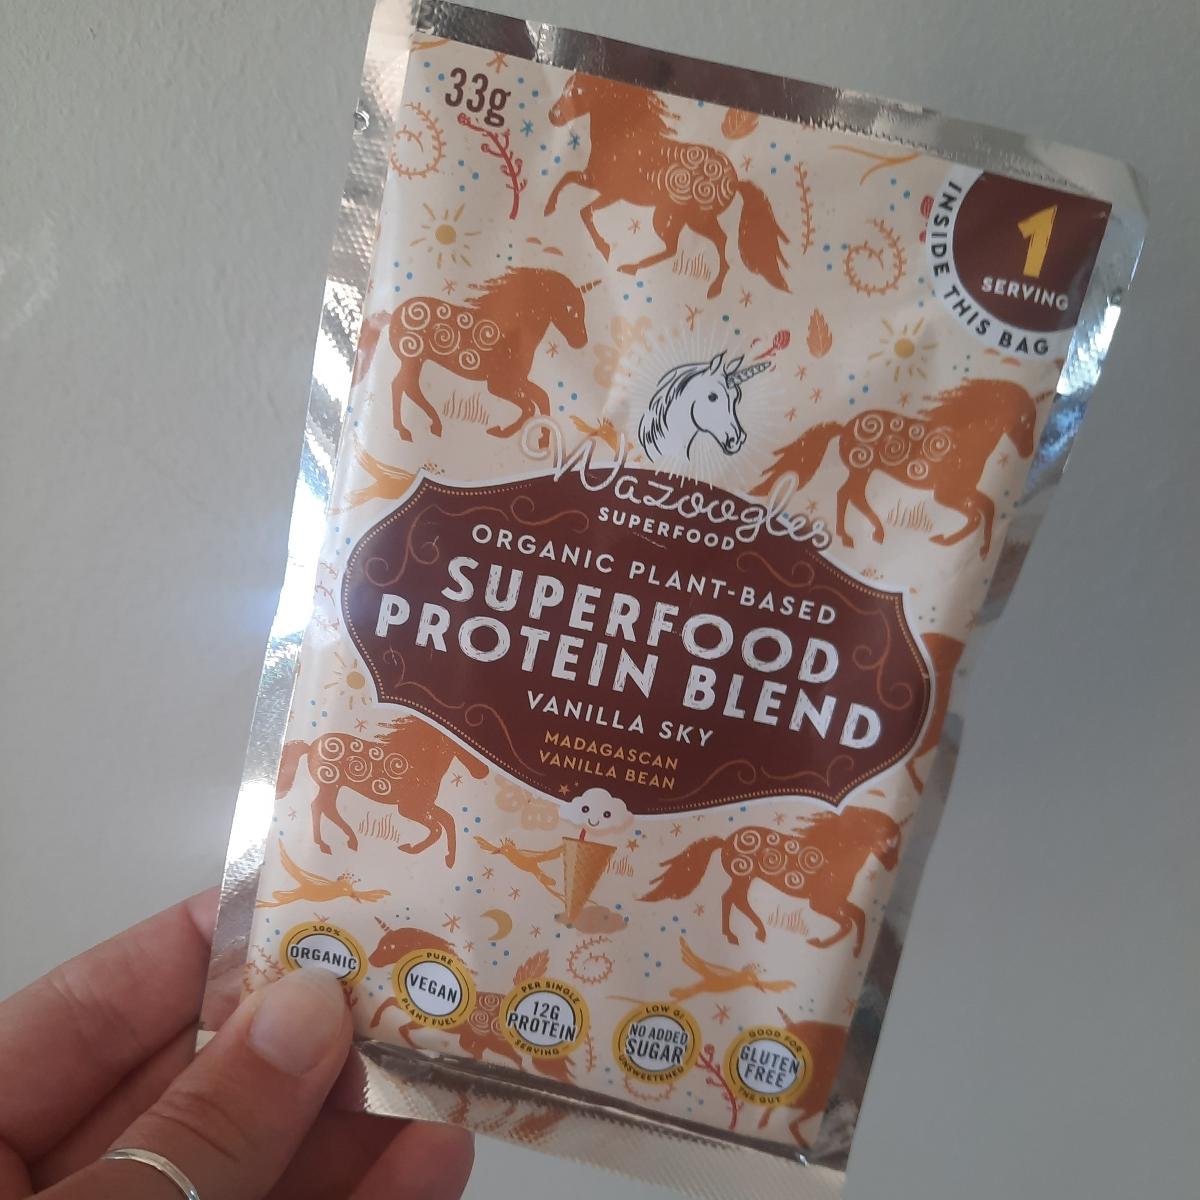 33g
1
SERVING
INSIDE THIS BAG
Wazoogles
SUPERFOOD
ORGANIC PLANT-BASED
SUPERFOOD
PROTEIN BLEND
VANILLA SKY
MADAGASCAN
VANILLA BEAN
100%
ORGANIC
PURE
VEGAN
PLANT FUEL
PER SINGLE
12G
PROTEIN
SERVING
LOW GI
NO ADDED
SUGAR
UNSWEETENED
GOOD FOR
GLUTEN
FREE
THE GUT